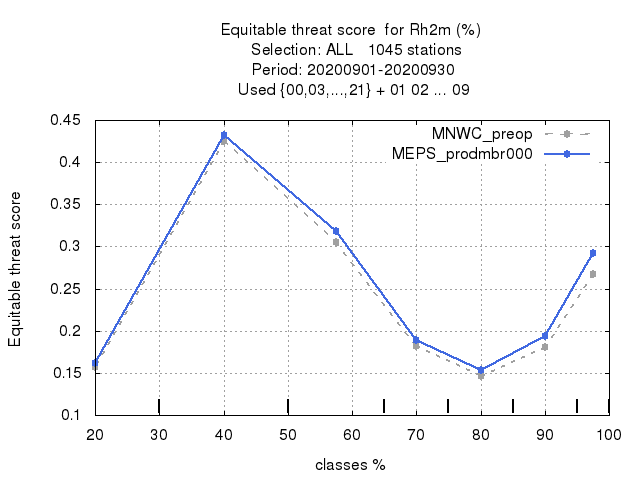 Equitable threat score  for Rh2m (%)
Selection: ALL   1045 stations
Period: 20200901-20200930
Used {00,03,...,21} + 01 02 ... 09
MNWC_preop
MEPS_prodmbr000
Equitable threat score
0.45
0.4
0.35
0.3
0.25
0.2
0.15
0.1
20 30 40 50 60 70 80 90 100
classes %